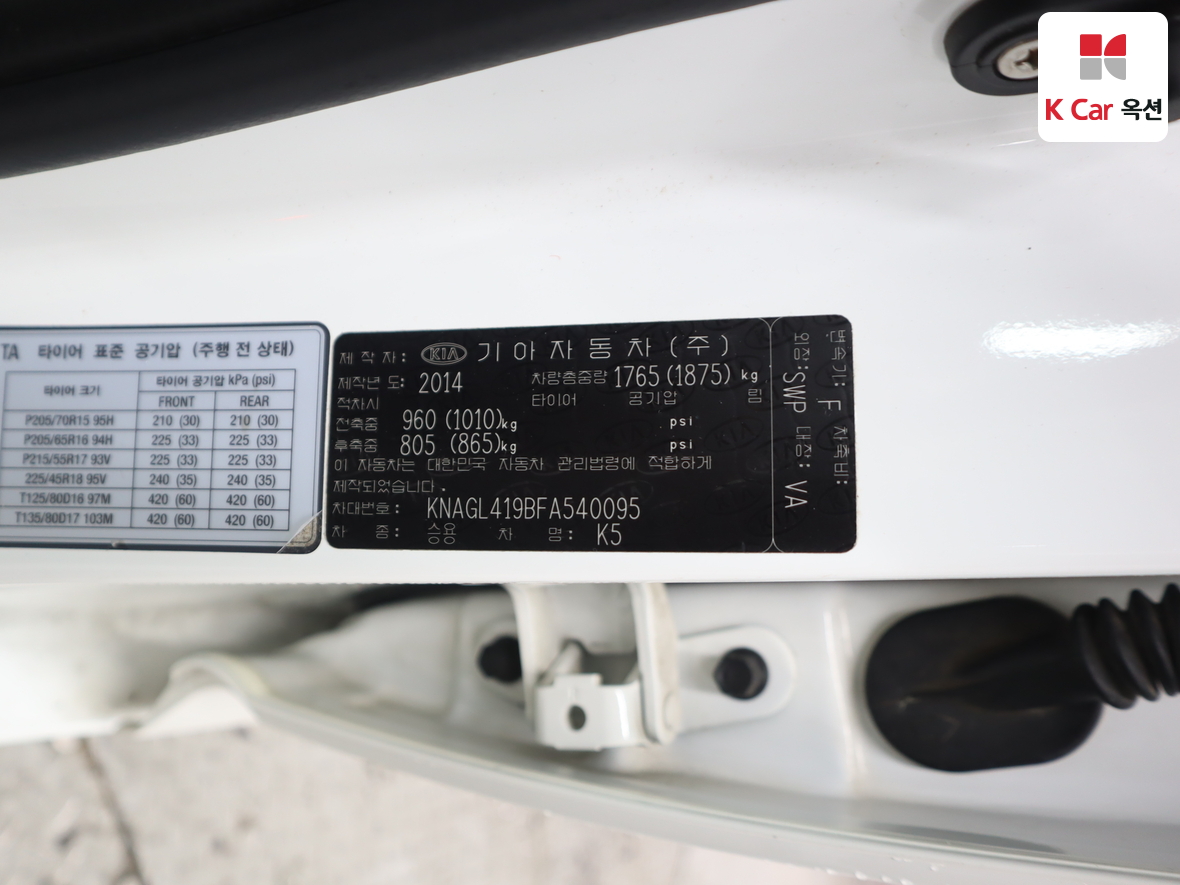 K Car 옥션
TA 타이어 표준 공기압 (주행 전 상태)
타이어 크기 타이어 공기압 kPa (psi)
FRONT REAR
P205/70R15 95H 210 (30) 210 (30)
P205/65R16 94H 225 (33) 225 (33)
P215/55R17 93V 225 (33) 225 (33)
225/45R18 95V 240 (35) 240 (35)
T125/80D16 97M 420 (60) 420 (60)
T135/80D17 103M 420 (60) 420 (60)
제 작 자: KIA 기아자동차(주)
제작년 도: 2014 차량총중량 1765(1875) kg
적차시 타이어 공기압 림
전축중 960 (1010)kg psi
후축중 805 (865)kg psi
이 자동차는 대한민국 자동차 관리법령에 적합하게
제작되었습니다.
차대번호: KNAGL419BFA540095
차 종: 승용 차 명: K5
변속기: F 차축비:
외장: SWP 내장: VA